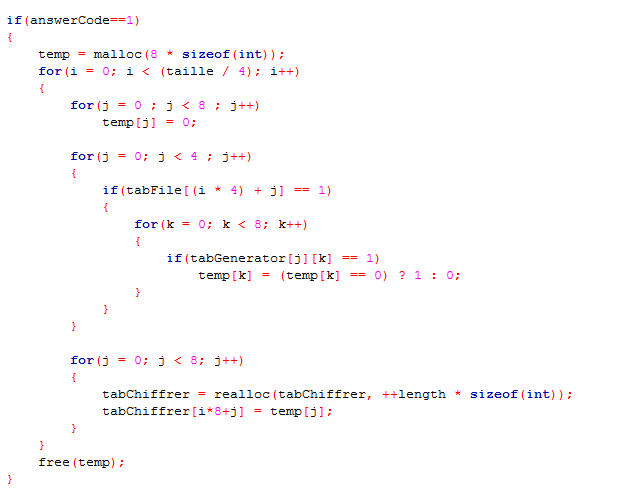 if(answerCode==1)
{
    temp = malloc(8 * sizeof(int));
    for(i = 0; i < (taille / 4); i++)
    {
        for(j = 0 ; j < 8 ; j++)
            temp[j] = 0;

        for(j = 0; j < 4 ; j++)
        {
            if(tabFile[(i * 4) + j] == 1)
            {
                for(k = 0; k < 8; k++)
                {
                    if(tabGenerator[j][k] == 1)
                        temp[k] = (temp[k] == 0) ? 1 : 0;
                }
            }
        }

        for(j = 0; j < 8; j++)
        {
            tabChiffrer = realloc(tabChiffrer, ++length * sizeof(int));
            tabChiffrer[i*8+j] = temp[j];
        }
    }
    free(temp);
}